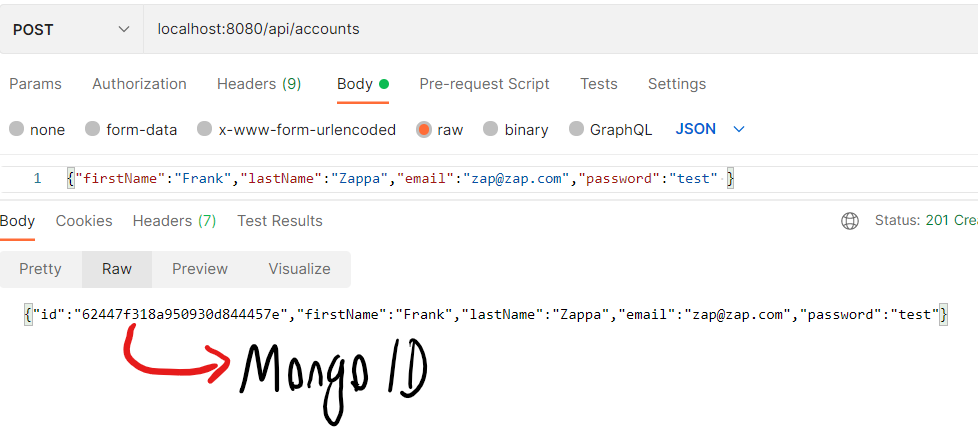 POST localhost:8080/api/accounts
Params Authorization Headers (9) Body Pre-request Script Tests Settings
none form-data x-www-form-urlencoded raw binary GraphQL JSON
1 {"firstName":"Frank","lastName":"Zappa","email":"zap@zap.com","password":"test" }
Body Cookies Headers (7) Test Results Status: 201 Crea
Pretty Raw Preview Visualize
{"id":"62447f318a950930d844457e","firstName":"Frank","lastName":"Zappa","email":"zap@zap.com","password":"test"}
Mongo ID